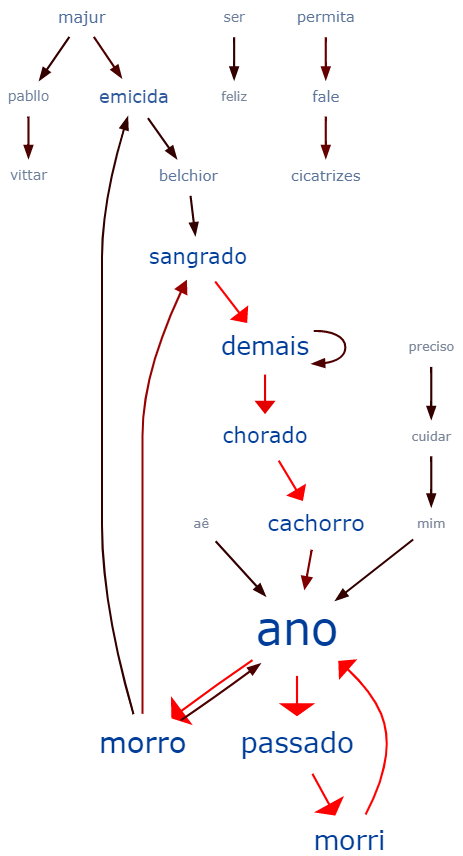 majur
ser
permita
pabllo
emicida
feliz
fale
vittar
belchior
cicatrizes
sangrado
demais
preciso
chorado
cuidar
aê
cachorro
mim
ano
morro
passado
morri